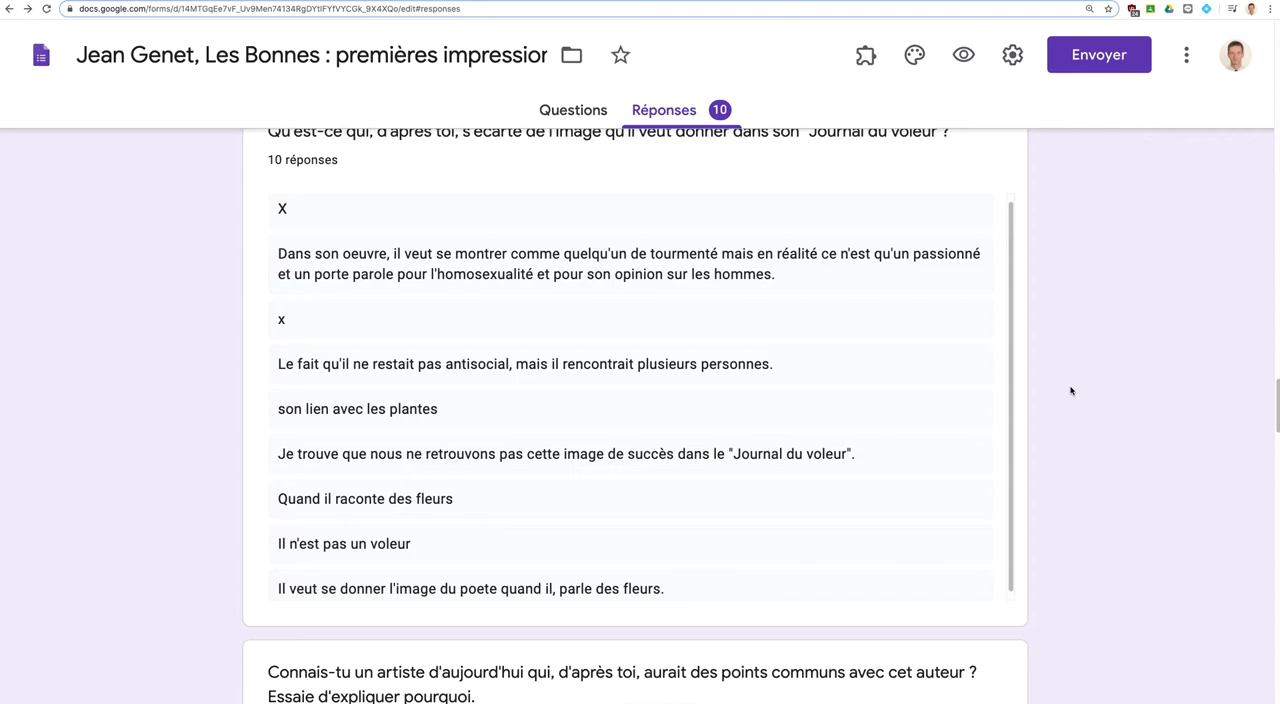 docs.google.com/forms/d/14MTGqEe7vF_Uv9Men74134RgDYtIFYfVYCGk_9X4XQo/edit#responses
Jean Genet, Les Bonnes : premières impression
Envoyer
Questions
Réponses 10
Qu'est-ce qui, d'après toi, s'écarte de l'image qu'il veut donner dans son "Journal du voleur ?
10 réponses
X
Dans son oeuvre, il veut se montrer comme quelqu'un de tourmenté mais en réalité ce n'est qu'un passionné
et un porte parole pour l'homosexualité et pour son opinion sur les hommes.
x
Le fait qu'il ne restait pas antisocial, mais il rencontrait plusieurs personnes.
son lien avec les plantes
Je trouve que nous ne retrouvons pas cette image de succès dans le "Journal du voleur".
Quand il raconte des fleurs
Il n'est pas un voleur
Il veut se donner l'image du poete quand il, parle des fleurs.
Connais-tu un artiste d'aujourd'hui qui, d'après toi, aurait des points communs avec cet auteur ?
Essaie d'expliquer pourquoi.